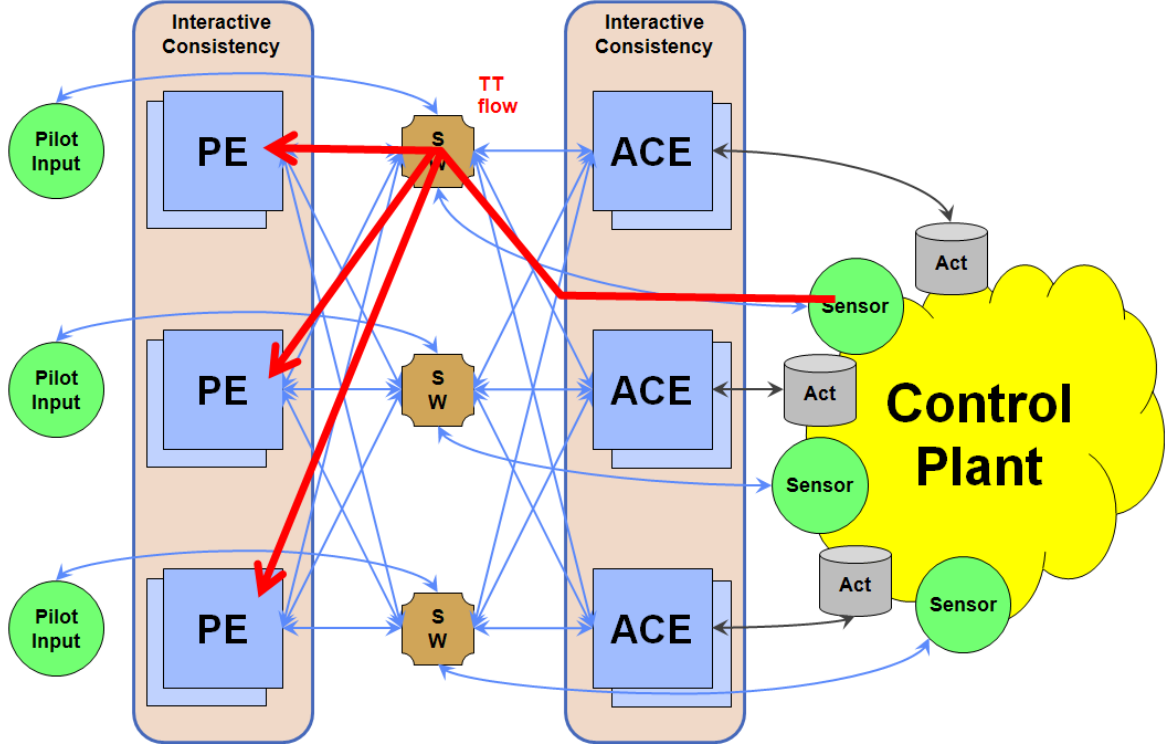 Interactive
Consistency
Interactive
Consistency
TT
flow
Pilot
Input
PE
S
W
ACE
Act
Sensor
Pilot
Input
PE
S
W
ACE
Act
Control
Plant
Sensor
Pilot
Input
PE
S
W
ACE
Act
Sensor